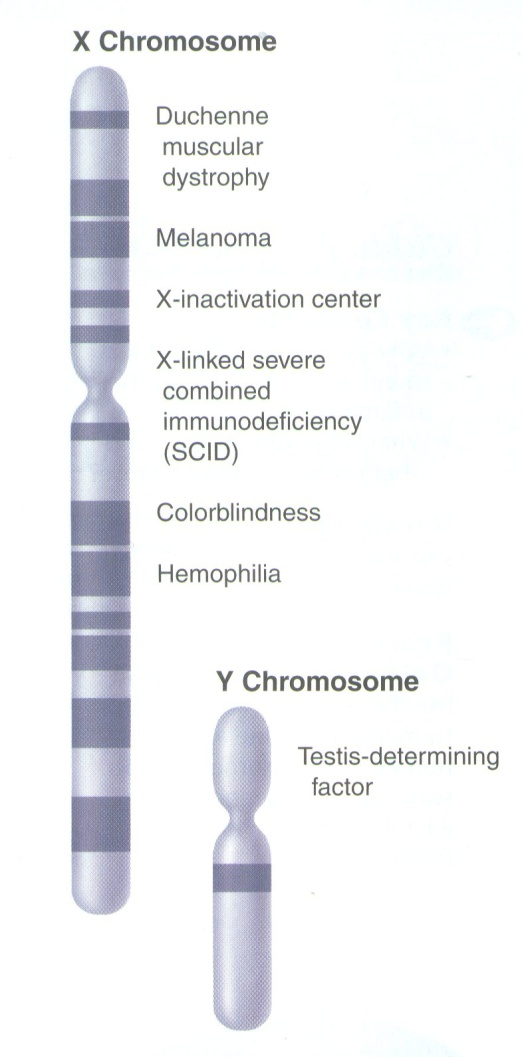 X Chromosome
Duchenne
muscular
dystrophy
Melanoma
X-inactivation center
X-linked severe
combined
immunodeficiency
(SCID)
Colorblindness
Hemophilia
Y Chromosome
Testis-determining
factor